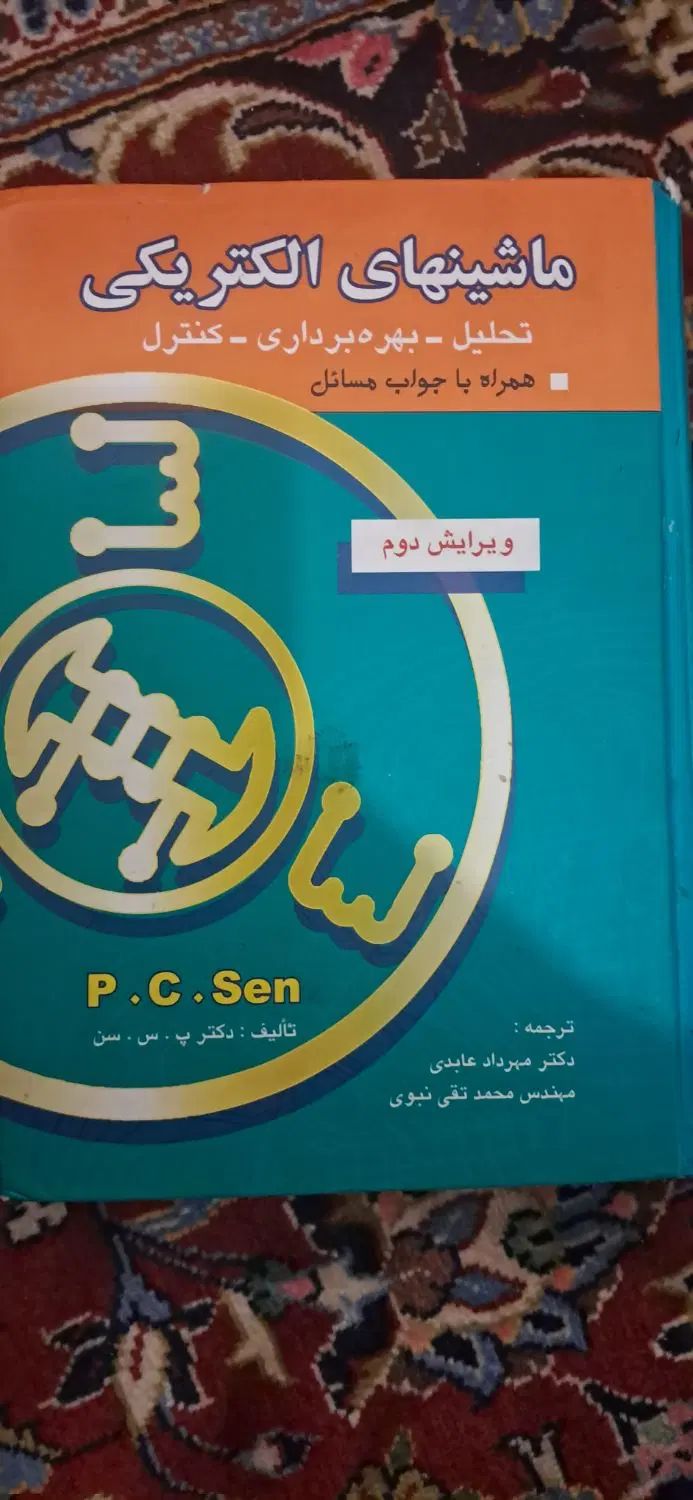 ماشینهای الکتریکی
تحلیل - بهره‌برداری - کنترل
همراه با جواب مسائل
ویرایش دوم
P.C.Sen
تألیف : دکتر پ . س . سن
ترجمه :
دکتر مهرداد عابدی
مهندس محمد تقی نبوی